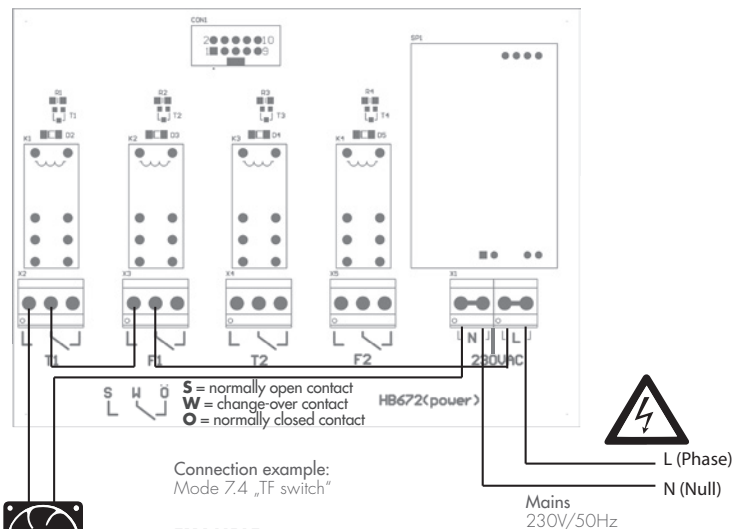 CON1
2 10
1 9
SP1
R1 R2 R3 R4
T1 T2 T3 T4
K1 D2 K2 D3 K3 D4 K4 D5
X2 X3 X4 X5 X1
N L
T1 F1 T2 F2 230VAC
S W Ö
S = normally open contact
W = change-over contact
O = normally closed contact
HB672(power)
L (Phase)
N (Null)
Connection example:
Mode 7.4 „TF switch“
Mains
230V/50Hz